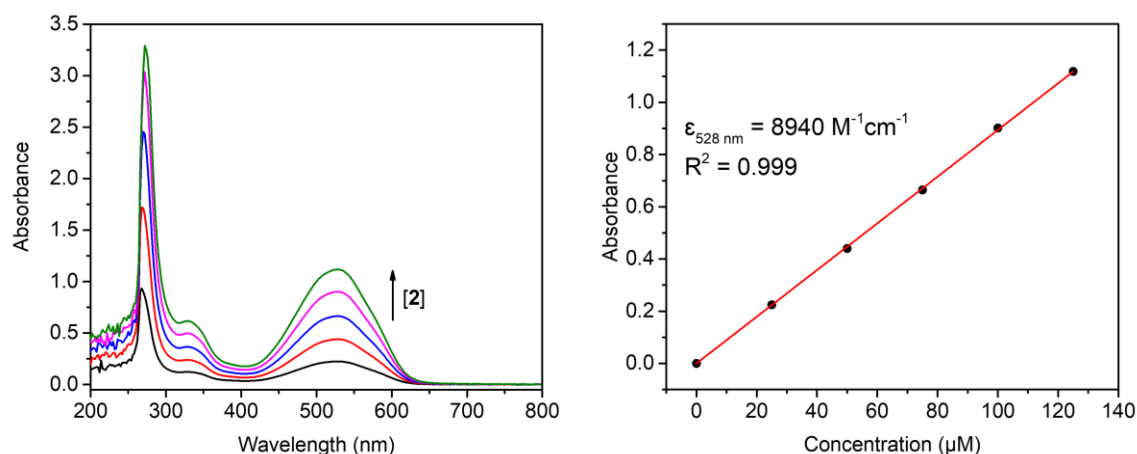 3.5
3.0
2.5
2.0
1.5
1.0
0.5
0.0
Absorbance
[2]
200 300 400 500 600 700 800
Wavelength (nm)
1.2
1.0
0.8
0.6
0.4
0.2
0.0
Absorbance
ε528 nm = 8940 M-1cm-1
R2 = 0.999
0 20 40 60 80 100 120 140
Concentration (µM)